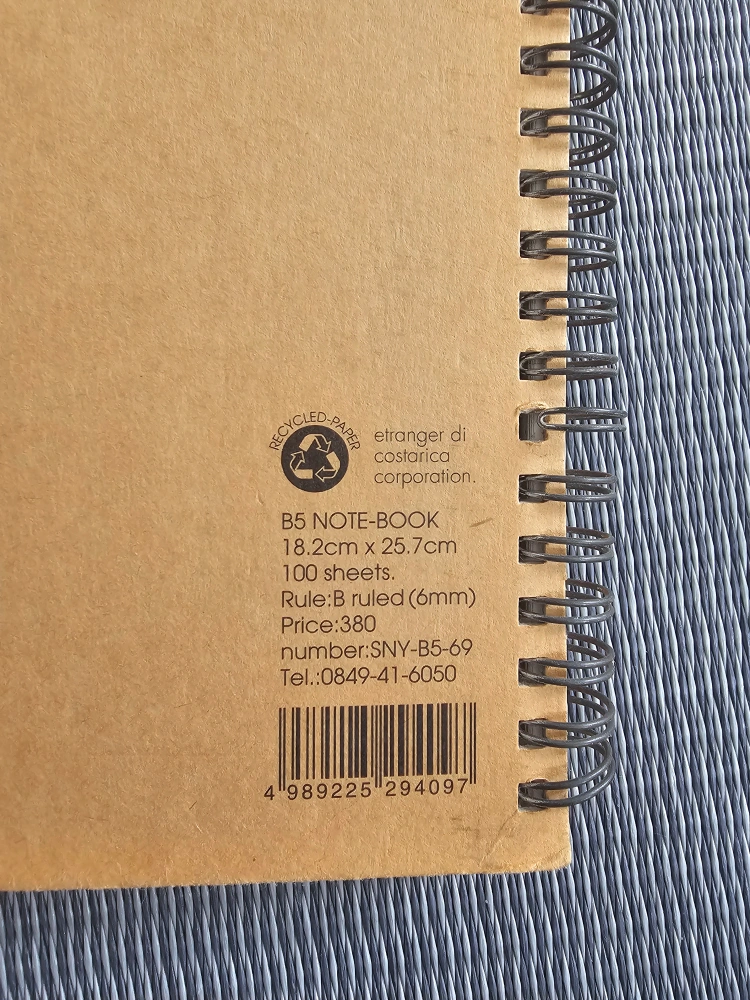 RECYCLED-PAPER
etranger di
costarica
corporation.
B5 NOTE-BOOK
18.2cm x 25.7cm
100 sheets.
Rule:B ruled (6mm)
Price:380
number:SNY-B5-69
Tel.:0849-41-6050
4 989225 294097